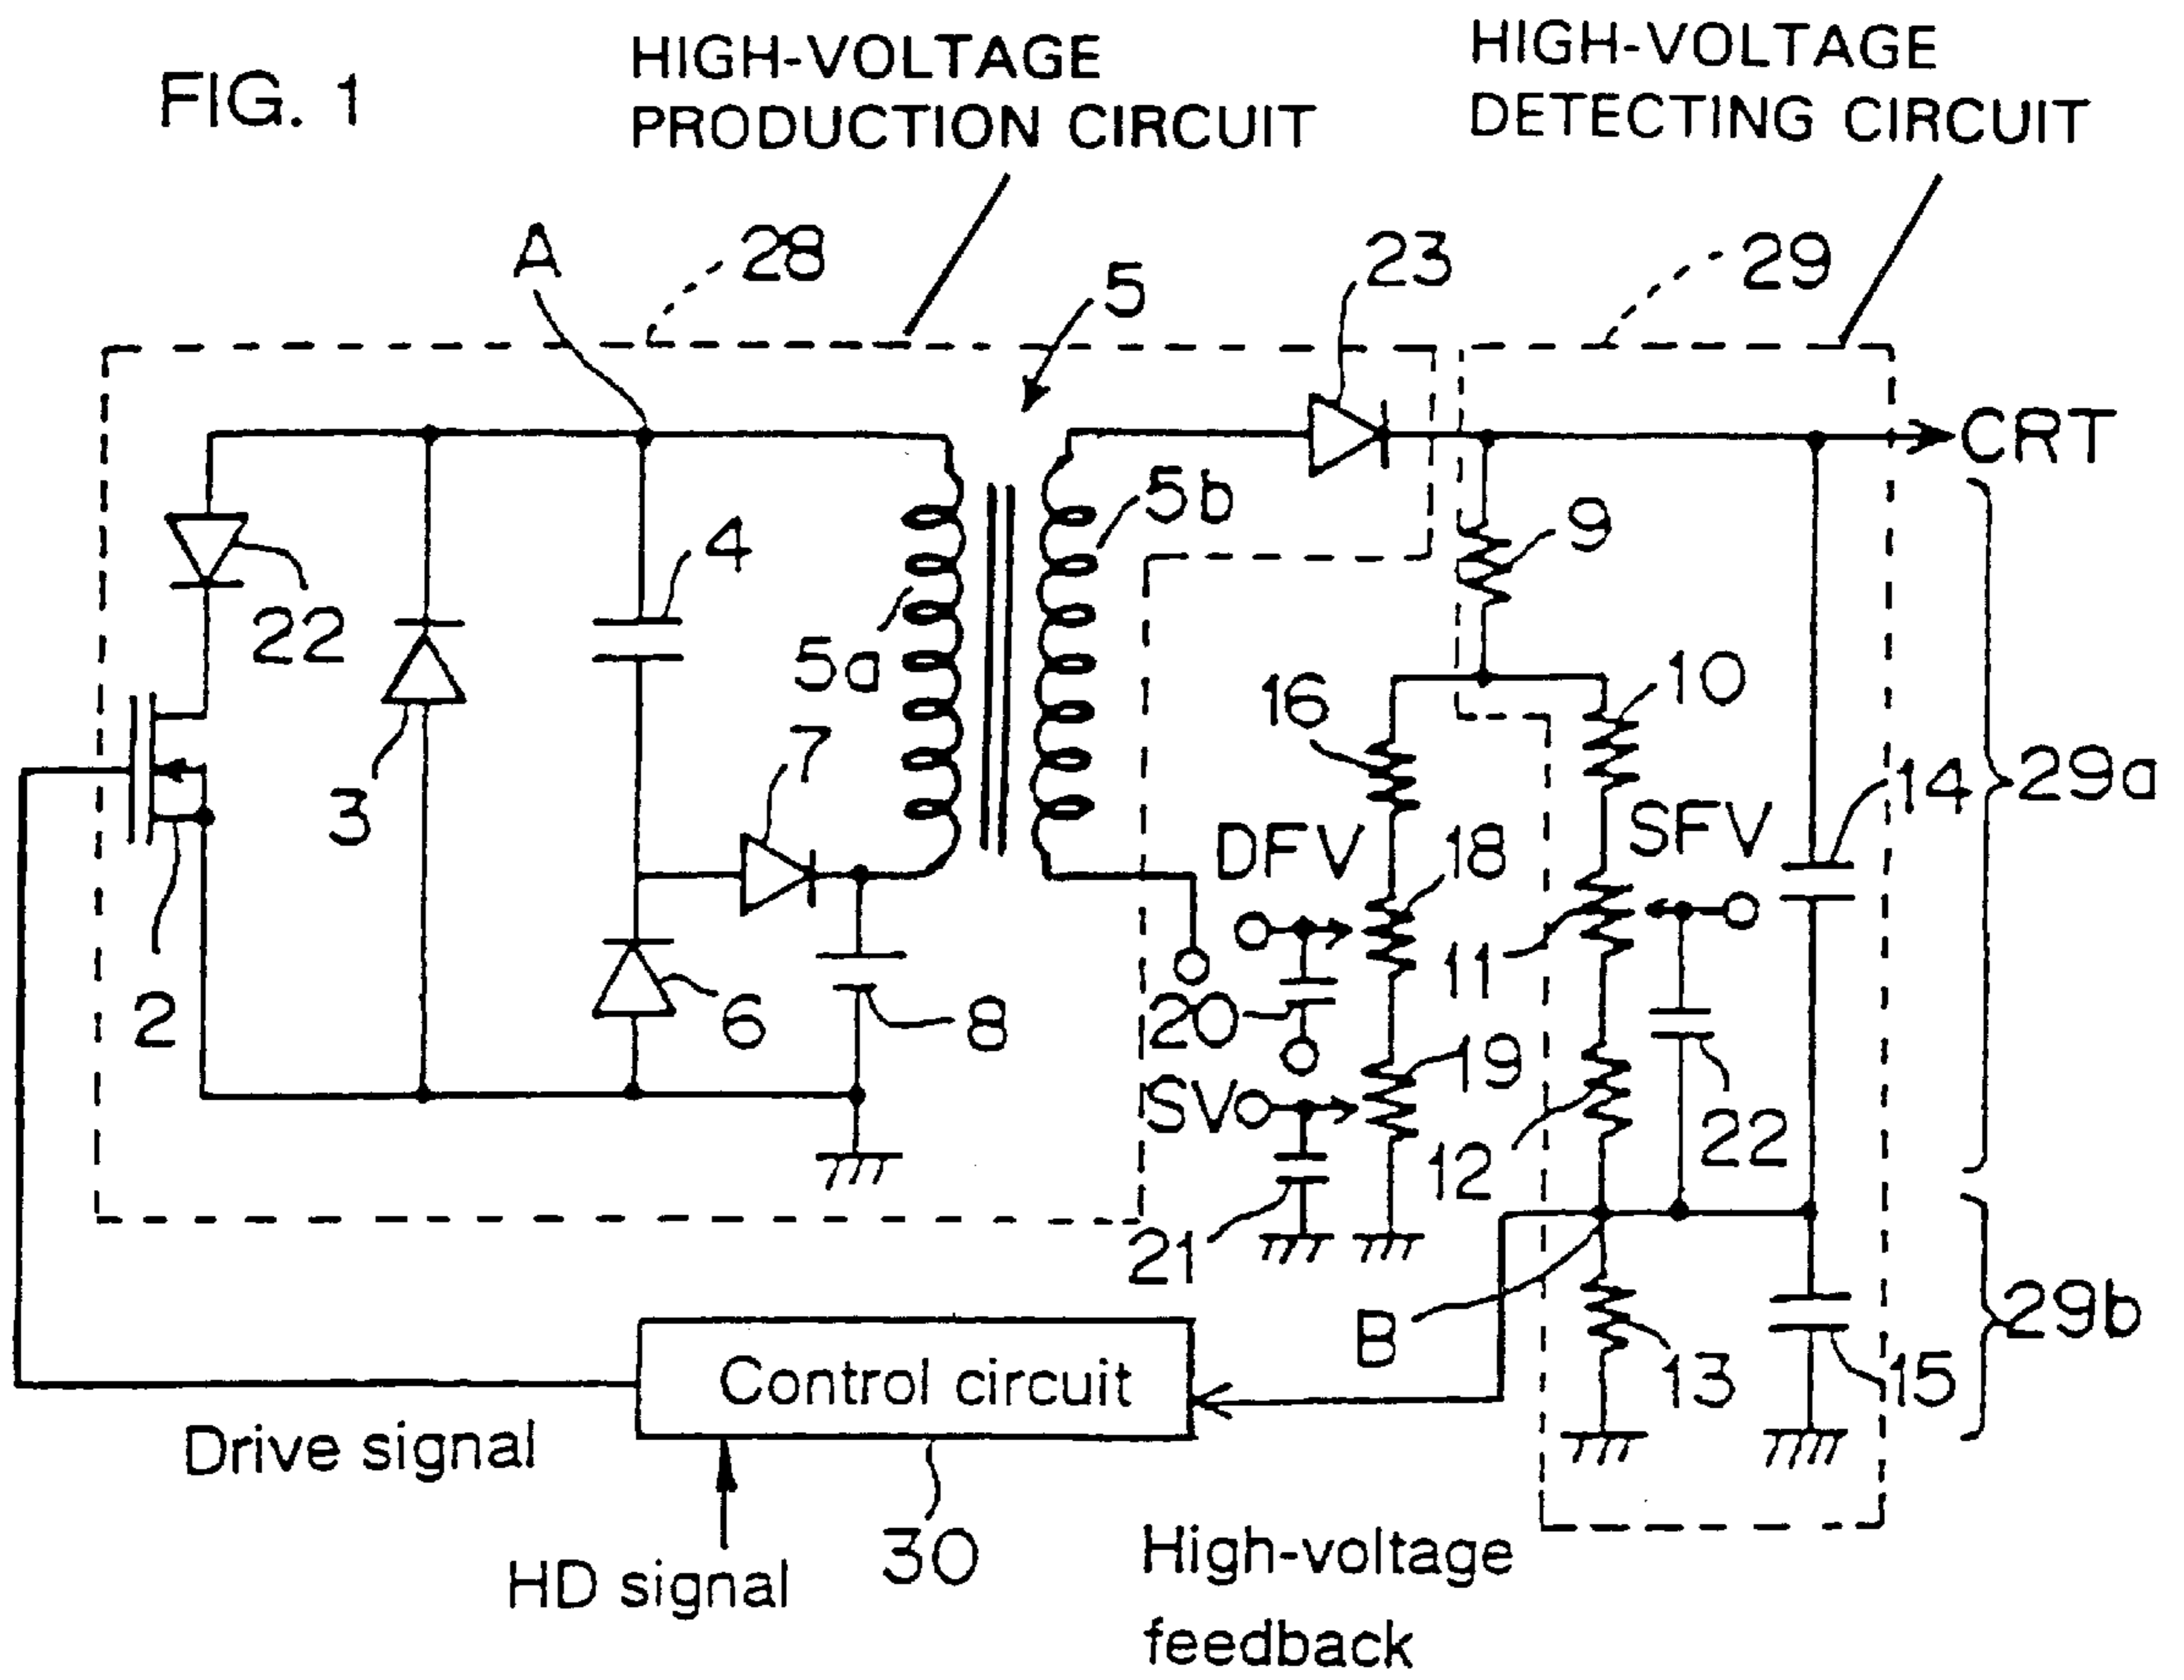 FIG. 1
HIGH-VOLTAGE
PRODUCTION CIRCUIT
HIGH-VOLTAGE
DETECTING CIRCUIT
A
28
5
23
29
CRT
5b
9
4
22
5a
16
10
7
3
29a
14
DFV
18
SFV
11
2
6
8
20
19
SV
12
22
21
B
29b
Control circuit
13
15
Drive signal
HD signal
30
High-voltage
feedback